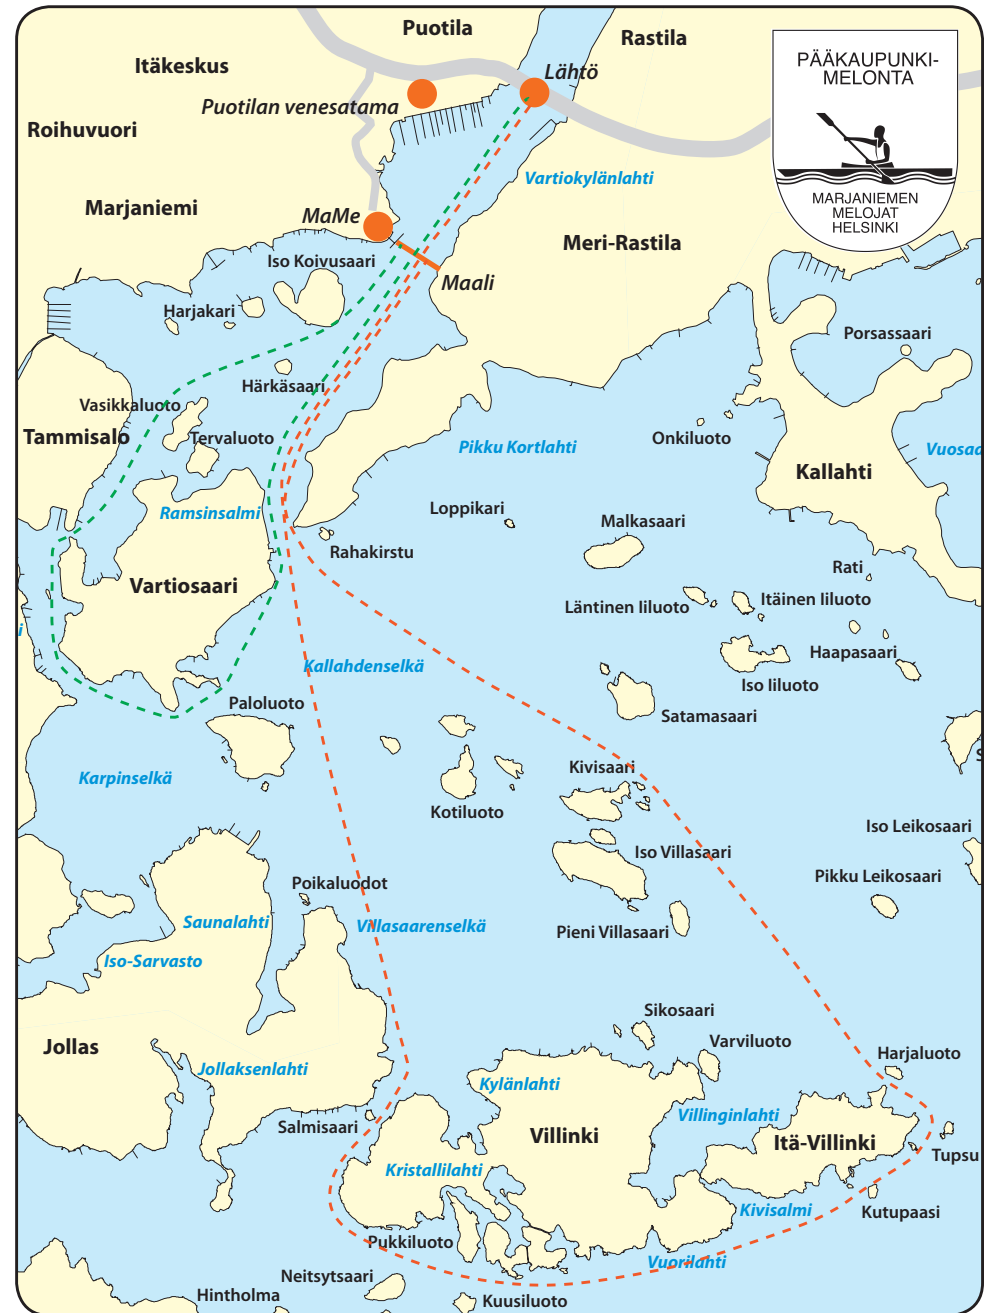 Puotila
Rastila
Itäkeskus
Lähtö
PÄÄKAUPUNKI-
MELONTA
MARJANIEMEN
MELOJAT
HELSINKI
Puotilan venesatama
Roihuvuori
Vartiokylänlahti
Marjaniemi
MaMe
Meri-Rastila
Iso Koivusaari
Maali
Harjakari
Porsassaari
Härkäsaari
Vasikkaluoto
Tammisalo
Tervaluoto
Pikku Kortlahti
Onkiluoto
Kallahti
Vuosaa
Ramsinsalmi
Loppikari
Malkasaari
Rahakirstu
Rati
Vartiosaari
Läntinen Iiluoto
Itäinen Iiluoto
i
Haapasaari
Kallahdenselkä
Iso Iiluoto
Paloluoto
Satamasaari
S
Karpinselkä
Kivisaari
Kotiluoto
Iso Leikosaari
Iso Villasaari
Pikku Leikosaari
Poikaluodot
Saunalahti
Villasaarenselkä
Pieni Villasaari
Iso-Sarvasto
Sikosaari
Jollas
Varviluoto
Harjaluoto
Jollaksenlahti
Kylänlahti
Villinginlahti
Salmisaari
Villinki
Itä-Villinki
Tupsu
Kristallilahti
Kivisalmi
Kutupaasi
Pukkiluoto
Vuorilahti
Neitsytsaari
Hintholma
Kuusiluoto